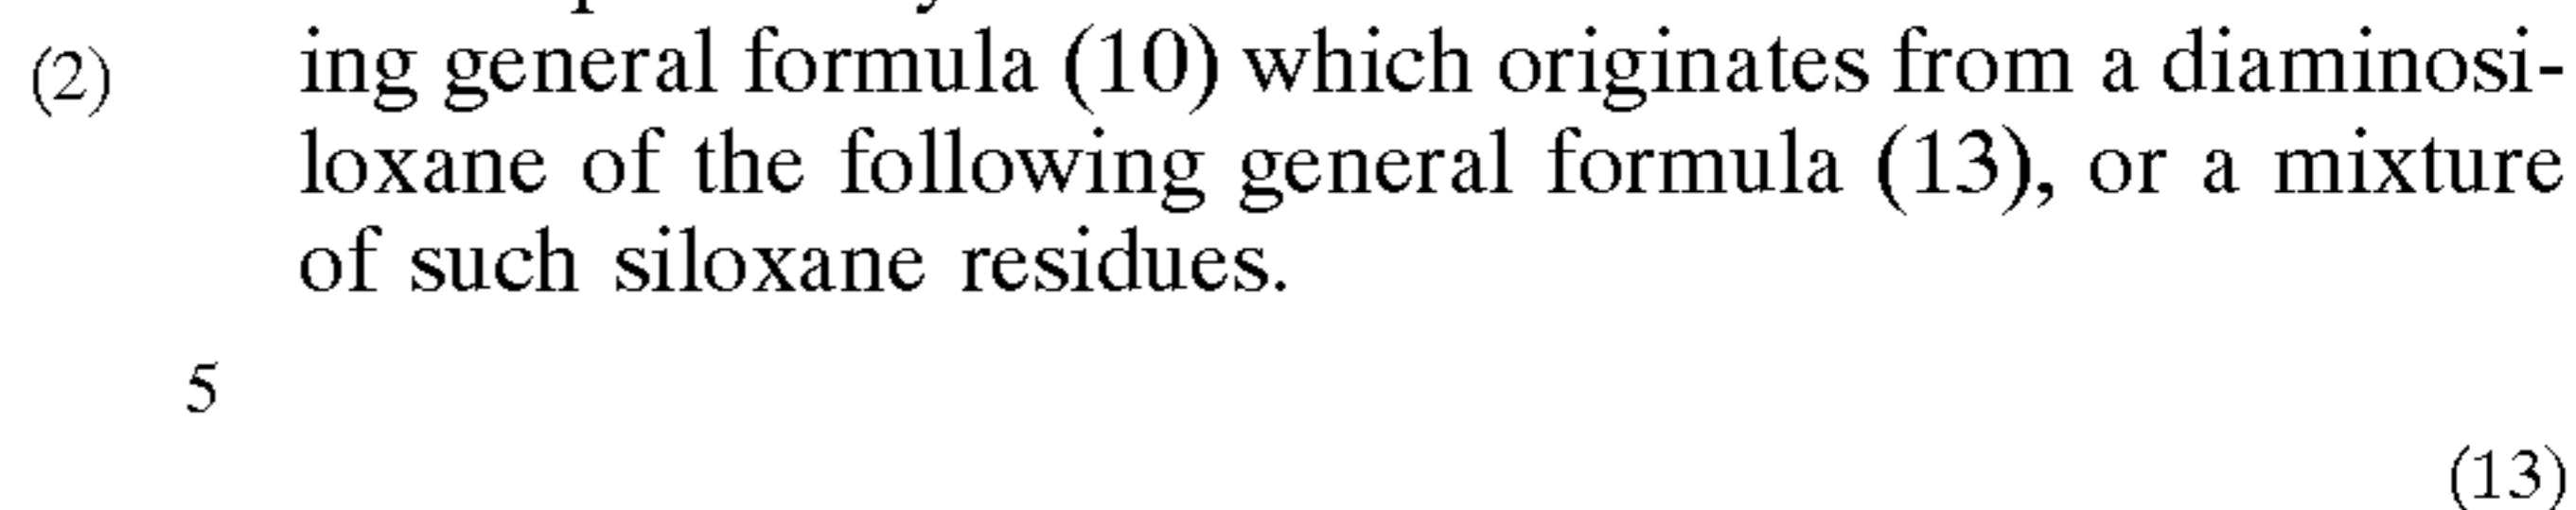 (2)
ing general formula (10) which originates from a diaminosi-
loxane of the following general formula (13), or a mixture
of such siloxane residues.
5
(13)